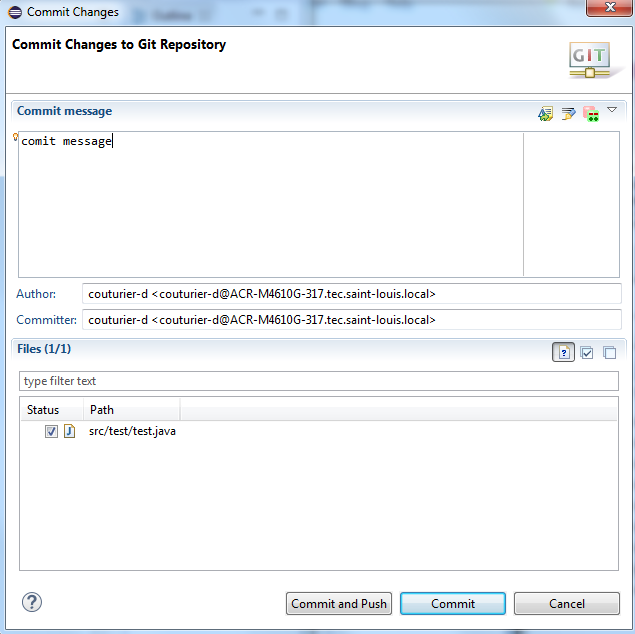 Commit Changes
Commit Changes to Git Repository
GIT
Commit message
comit message
Author: couturier-d <couturier-d@ACR-M4610G-317.tec.saint-louis.local>
Committer: couturier-d <couturier-d@ACR-M4610G-317.tec.saint-louis.local>
Files (1/1)
type filter text
Status Path
J src/test/test.java
Commit and Push Commit Cancel